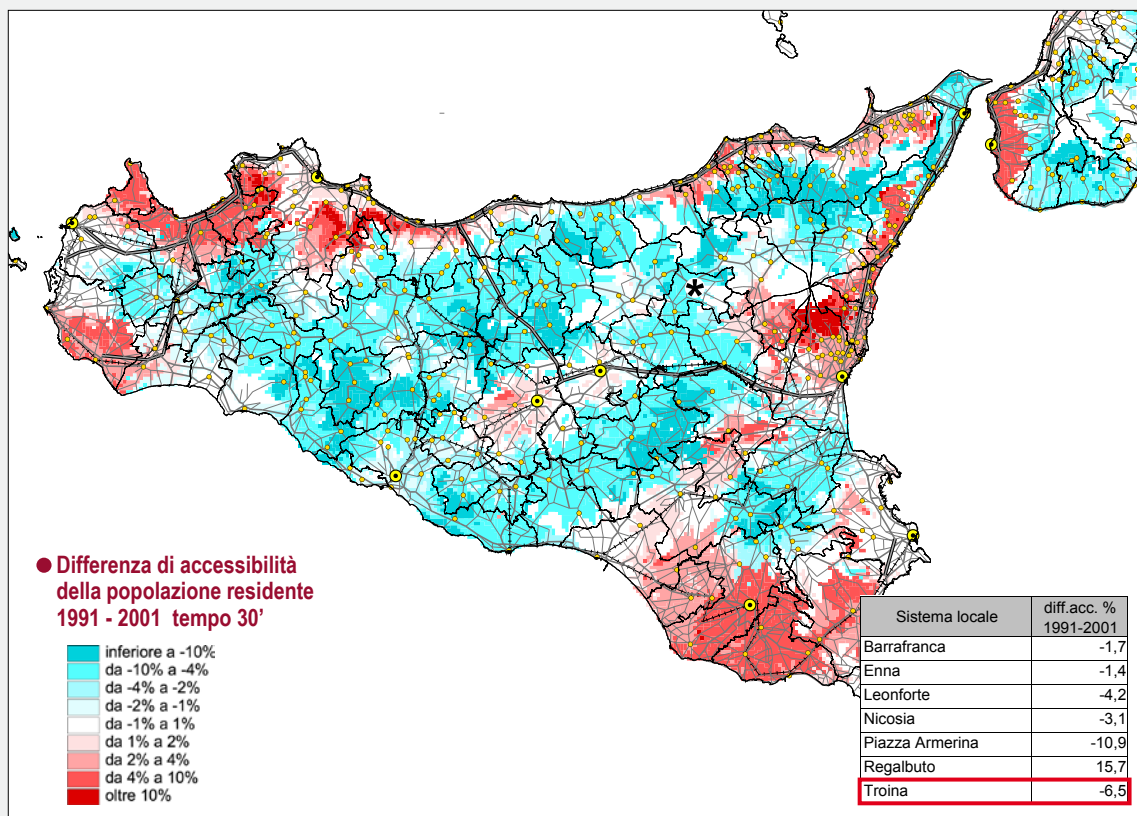 *
● Differenza di accessibilità
della popolazione residente
1991 - 2001 tempo 30'
inferiore a -10%
da -10% a -4%
da -4% a -2%
da -2% a -1%
da -1% a 1%
da 1% a 2%
da 2% a 4%
da 4% a 10%
oltre 10%
Sistema locale diff.acc. % 1991-2001
Barrafranca -1,7
Enna -1,4
Leonforte -4,2
Nicosia -3,1
Piazza Armerina -10,9
Regalbuto 15,7
Troina -6,5